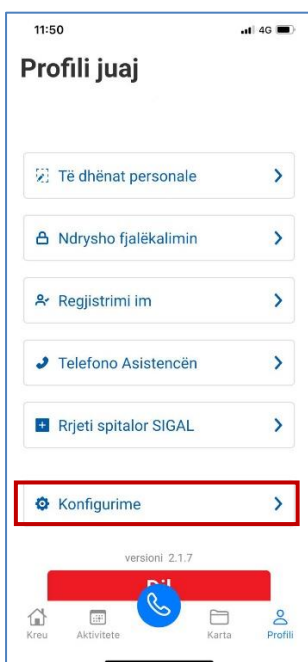 11:50
4G
Profili juaj
Të dhënat personale
Ndrysho fjalëkalimin
Regjistrimi im
Telefono Asistencën
Rrjeti spitalor SIGAL
Konfigurime
versioni 2.1.7
Kreu
Aktivitete
Karta
Profili